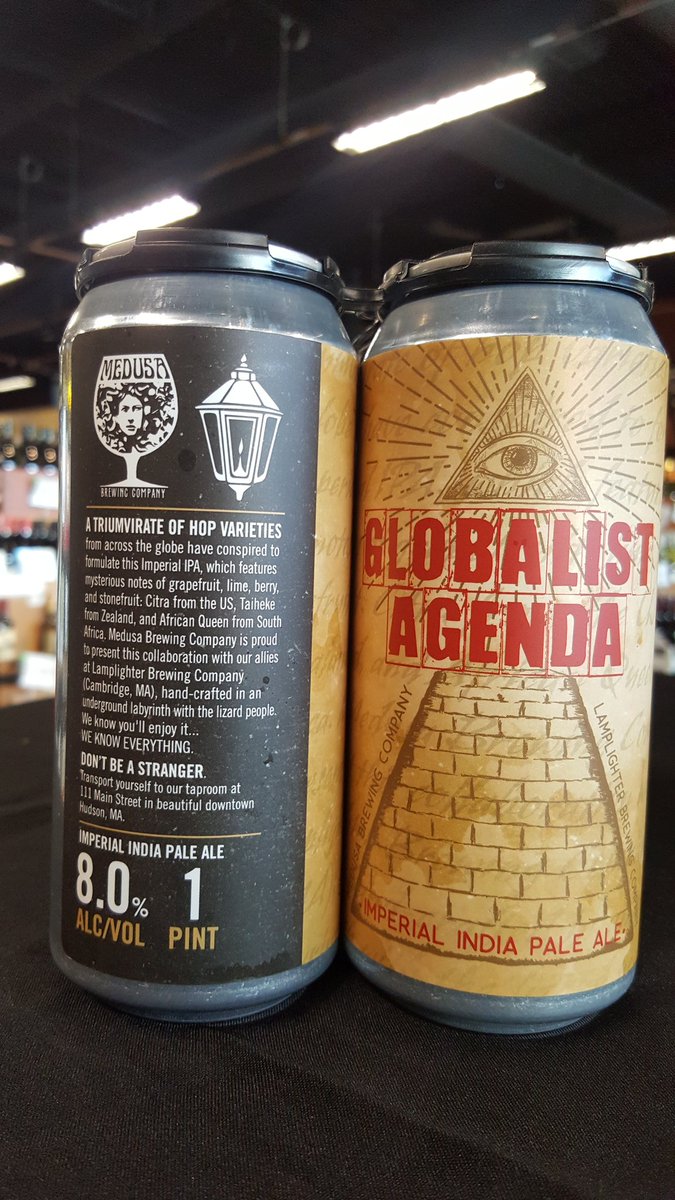 MEDUSA
BREWING COMPANY
A TRIUMVIRATE OF HOP VARIETIES
from across the globe have conspired to
formulate this Imperial IPA, which features
mysterious notes of grapefruit, lime, berry,
and stonefruit: Citra from the US, Taiheke
from Zealand, and African Queen from South
Africa. Medusa Brewing Company is proud
to present this collaboration with our allies
at Lamplighter Brewing Company
(Cambridge, MA), hand-crafted in an
underground labyrinth with the lizard people.
We know you'll enjoy it...
WE KNOW EVERYTHING.
DON'T BE A STRANGER.
Transport yourself to our taproom at
111 Main Street in beautiful downtown
Hudson, MA.
IMPERIAL INDIA PALE ALE
8.0% 1
ALC/VOL PINT
GLOBALIST
AGENDA
BREWING COMPANY
LAMPLIGHTER BREWING
•IMPERIAL INDIA PALE ALE•